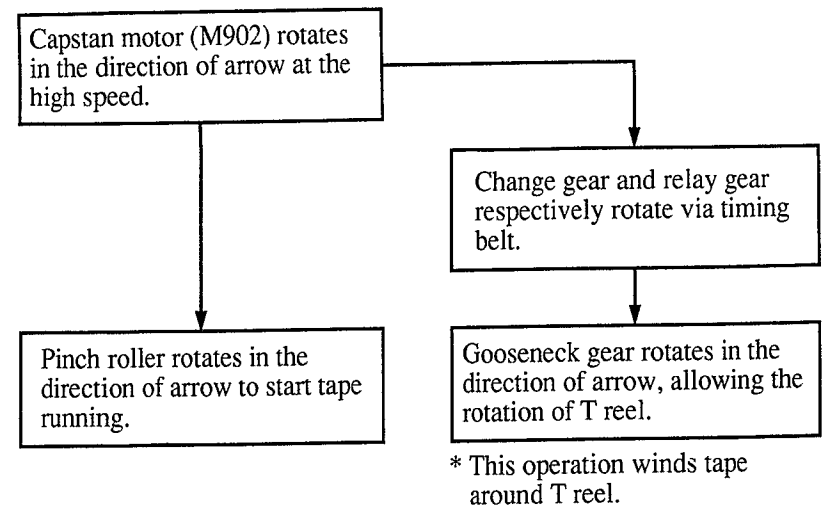 Capstan motor (M902) rotates
in the direction of arrow at the
high speed.
Change gear and relay gear
respectively rotate via timing
belt.
Pinch roller rotates in the
direction of arrow to start tape
running.
Gooseneck gear rotates in the
direction of arrow, allowing the
rotation of T reel.
* This operation winds tape
around T reel.